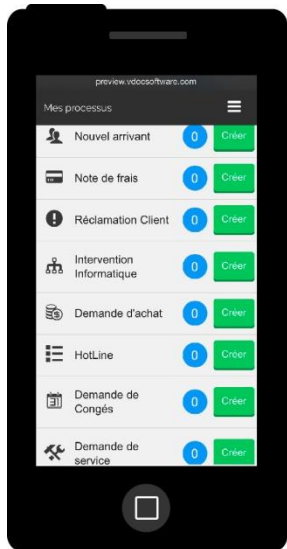 preview.vdocsoftware.com
Mes processus
Nouvel arrivant 0 Créer
Note de frais 0 Créer
Réclamation Client 0 Créer
Intervention
Informatique 0 Créer
Demande d'achat 0 Créer
HotLine 0 Créer
31
Demande de
Congés 0 Créer
Demande de
service 0 Créer